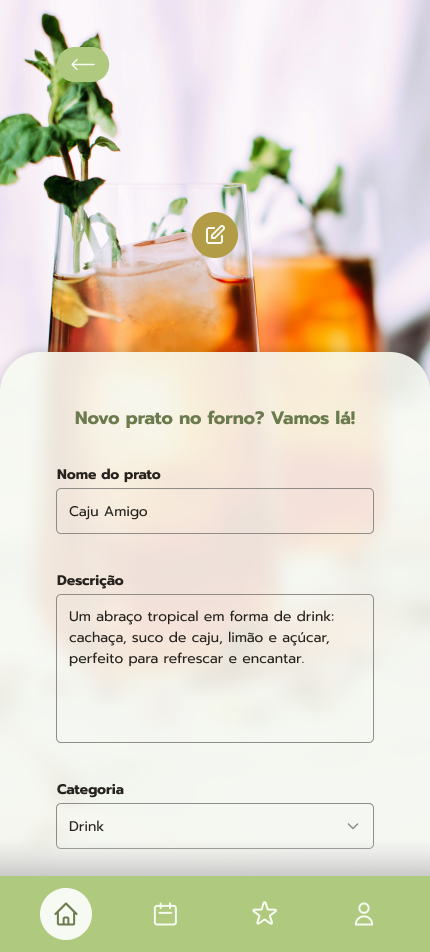 Novo prato no forno? Vamos lá!
Nome do prato
Caju Amigo
Descrição
Um abraço tropical em forma de drink:
cachaça, suco de caju, limão e açúcar,
perfeito para refrescar e encantar.
Categoria
Drink